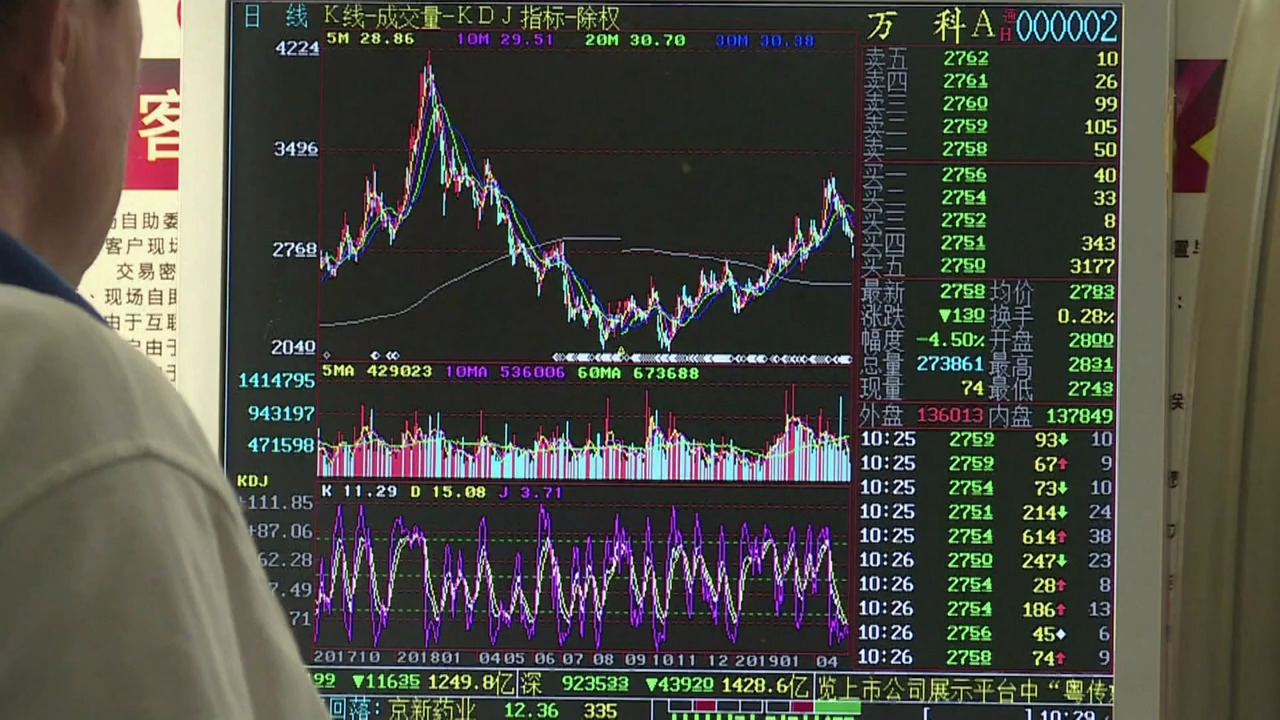 日 线 K线-成交量-KDJ指标-除权
5M 28.86 10M 29.51 20M 30.70 30M 30.38
4224
3496
2768
2040
5MA 429023 10MA 536006 60MA 673688
1414795
943197
471598
KDJ
K 11.29 D 15.08 J 3.71
+111.85
+87.06
62.28
7.49
71
201710 201801 04 05 06 07 08 09 10 11 12 201901 04
万 科A 000002
卖五 2762 10
卖四 2761 26
卖三 2760 99
卖二 2759 105
卖一 2758 50
买一 2756 40
买二 2754 33
买三 2752 8
买四 2751 343
买五 2750 3177
最新 2758 均价 2783
涨跌 ▼130 换手 0.28%
幅度 -4.50% 开盘 2800
总量 273861 最高 2831
现量 74 最低 2743
外盘 136013 内盘 137849
10:25 2759 93↓ 10
10:25 2759 67↑ 9
10:25 2754 73↓ 10
10:25 2751 214↓ 24
10:25 2754 614↑ 38
10:26 2750 247↓ 23
10:26 2754 28↑ 8
10:26 2754 186↑ 13
10:26 2756 45◆ 6
10:26 2758 74↑ 9
99 ▼11635 1249.8亿 深 923533 ▼43920 1428.6亿 览上市公司展示平台中“粤传
回落: 京新药业 12.36 335 10:29
客
自助委
客户现场
交易密
、现场自助
由于互联
由于